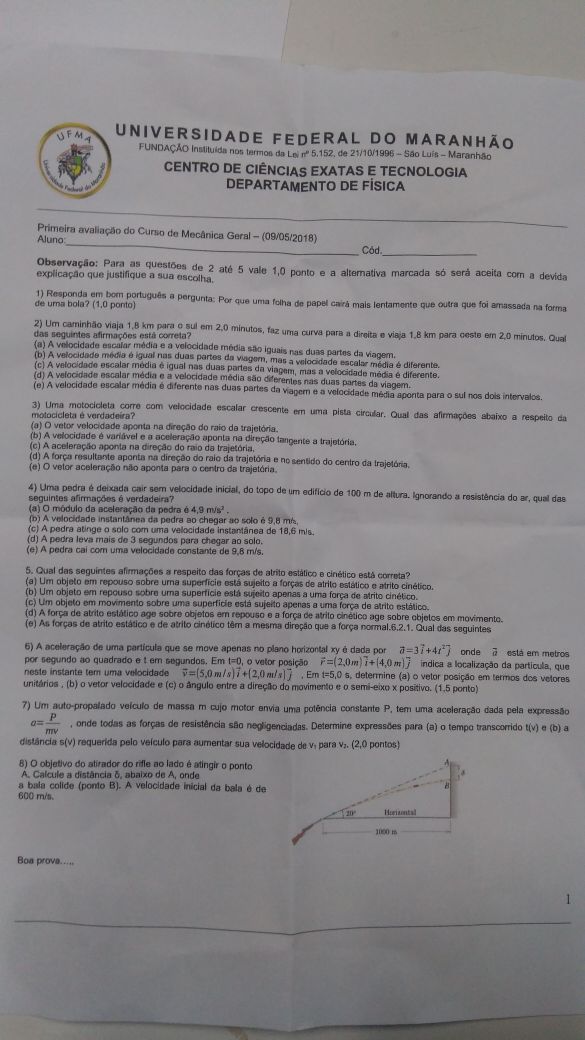 UFMA
Universidade Federal do Maranhão
UNIVERSIDADE FEDERAL DO MARANHÃO
FUNDAÇÃO Instituída nos termos da Lei nº 5.152, de 21/10/1996 – São Luís – Maranhão
CENTRO DE CIÊNCIAS EXATAS E TECNOLOGIA
DEPARTAMENTO DE FÍSICA
Primeira avaliação do Curso de Mecânica Geral – (09/05/2018)
Aluno:____ Cód.____
Observação: Para as questões de 2 até 5 vale 1,0 ponto e a alternativa marcada só será aceita com a devida
explicação que justifique a sua escolha.
1) Responda em bom português a pergunta: Por que uma folha de papel cairá mais lentamente que outra que foi amassada na forma
de uma bola? (1,0 ponto)
2) Um caminhão viaja 1,8 km para o sul em 2,0 minutos, faz uma curva para a direita e viaja 1,8 km para oeste em 2,0 minutos. Qual
das seguintes afirmações está correta?
(a) A velocidade escalar média e a velocidade média são iguais nas duas partes da viagem.
(b) A velocidade média é igual nas duas partes da viagem, mas a velocidade escalar média é diferente.
(c) A velocidade escalar média é igual nas duas partes da viagem, mas a velocidade média é diferente.
(d) A velocidade escalar média e a velocidade média são diferentes nas duas partes da viagem.
(e) A velocidade escalar média é diferente nas duas partes da viagem e a velocidade média aponta para o sul nos dois intervalos.
3) Uma motocicleta corre com velocidade escalar crescente em uma pista circular. Qual das afirmações abaixo a respeito da
motocicleta é verdadeira?
(a) O vetor velocidade aponta na direção do raio da trajetória.
(b) A velocidade é variável e a aceleração aponta na direção tangente a trajetória.
(c) A aceleração aponta na direção do raio da trajetória.
(d) A força resultante aponta na direção do raio da trajetória e no sentido do centro da trajetória.
(e) O vetor aceleração não aponta para o centro da trajetória.
4) Uma pedra é deixada cair sem velocidade inicial, do topo de um edifício de 100 m de altura. Ignorando a resistência do ar, qual das
seguintes afirmações é verdadeira?
(a) O módulo da aceleração da pedra é 4,9 m/s² .
(b) A velocidade instantânea da pedra ao chegar ao solo é 9,8 m/s.
(c) A pedra atinge o solo com uma velocidade instantânea de 18,6 m/s.
(d) A pedra leva mais de 3 segundos para chegar ao solo.
(e) A pedra cai com uma velocidade constante de 9,8 m/s.
5. Qual das seguintes afirmações a respeito das forças de atrito estático e cinético está correta?
(a) Um objeto em repouso sobre uma superfície está sujeito a forças de atrito estático e atrito cinético.
(b) Um objeto em repouso sobre uma superfície está sujeito apenas a uma força de atrito cinético.
(c) Um objeto em movimento sobre uma superfície está sujeito apenas a uma força de atrito estático.
(d) A força de atrito estático age sobre objetos em repouso e a força de atrito cinético age sobre objetos em movimento.
(e) As forças de atrito estático e de atrito cinético têm a mesma direção que a força normal.6.2.1. Qual das seguintes
6) A aceleração de uma partícula que se move apenas no plano horizontal xy é dada por a⃗=3i⃗+4t²j⃗ onde a⃗ está em metros
por segundo ao quadrado e t em segundos. Em t=0, o vetor posição r⃗=(2,0m)i⃗+(4,0m)j⃗ indica a localização da partícula, que
neste instante tem uma velocidade v⃗=(5,0m/s)i⃗+(2,0m/s)j⃗ . Em t=5,0 s, determine (a) o vetor posição em termos dos vetores
unitários , (b) o vetor velocidade e (c) o ângulo entre a direção do movimento e o semi-eixo x positivo. (1,5 ponto)
7) Um auto-propalado veículo de massa m cujo motor envia uma potência constante P, tem uma aceleração dada pela expressão
a=P/mv , onde todas as forças de resistência são negligenciadas. Determine expressões para (a) o tempo transcorrido t(v) e (b) a
distância s(v) requerida pelo veículo para aumentar sua velocidade de v₁ para v₂. (2,0 pontos)
8) O objetivo do atirador do rifle ao lado é atingir o ponto
A. Calcule a distância δ, abaixo de A, onde
a bala colide (ponto B). A velocidade inicial da bala é de
600 m/s.
A
δ
B
20°
Horizontal
1000 m
Boa prova.....
1